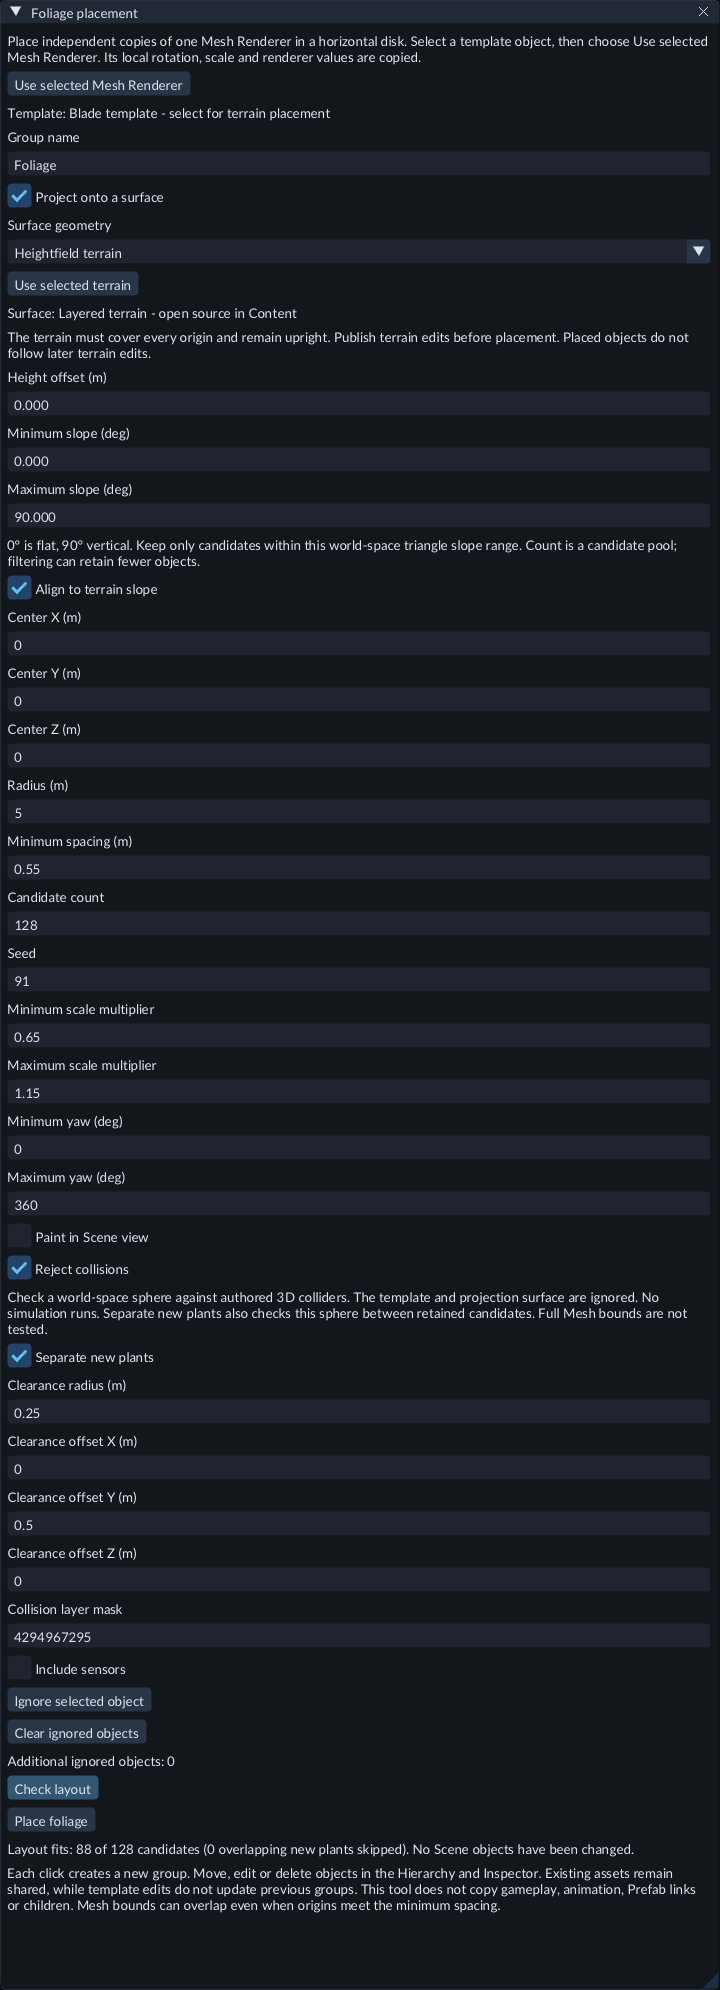 Foliage placement
Place independent copies of one Mesh Renderer in a horizontal disk. Select a template object, then choose Use selected
Mesh Renderer. Its local rotation, scale and renderer values are copied.
Use selected Mesh Renderer
Template: Blade template - select for terrain placement
Group name
Foliage
Project onto a surface
Surface geometry
Heightfield terrain
Use selected terrain
Surface: Layered terrain - open source in Content
The terrain must cover every origin and remain upright. Publish terrain edits before placement. Placed objects do not
follow later terrain edits.
Height offset (m)
0.000
Minimum slope (deg)
0.000
Maximum slope (deg)
90.000
0° is flat, 90° vertical. Keep only candidates within this world-space triangle slope range. Count is a candidate pool;
filtering can retain fewer objects.
Align to terrain slope
Center X (m)
0
Center Y (m)
0
Center Z (m)
0
Radius (m)
5
Minimum spacing (m)
0.55
Candidate count
128
Seed
91
Minimum scale multiplier
0.65
Maximum scale multiplier
1.15
Minimum yaw (deg)
0
Maximum yaw (deg)
360
Paint in Scene view
Reject collisions
Check a world-space sphere against authored 3D colliders. The template and projection surface are ignored. No
simulation runs. Separate new plants also checks this sphere between retained candidates. Full Mesh bounds are not
tested.
Separate new plants
Clearance radius (m)
0.25
Clearance offset X (m)
0
Clearance offset Y (m)
0.5
Clearance offset Z (m)
0
Collision layer mask
4294967295
Include sensors
Ignore selected object
Clear ignored objects
Additional ignored objects: 0
Check layout
Place foliage
Layout fits: 88 of 128 candidates (0 overlapping new plants skipped). No Scene objects have been changed.
Each click creates a new group. Move, edit or delete objects in the Hierarchy and Inspector. Existing assets remain
shared, while template edits do not update previous groups. This tool does not copy gameplay, animation, Prefab links
or children. Mesh bounds can overlap even when origins meet the minimum spacing.